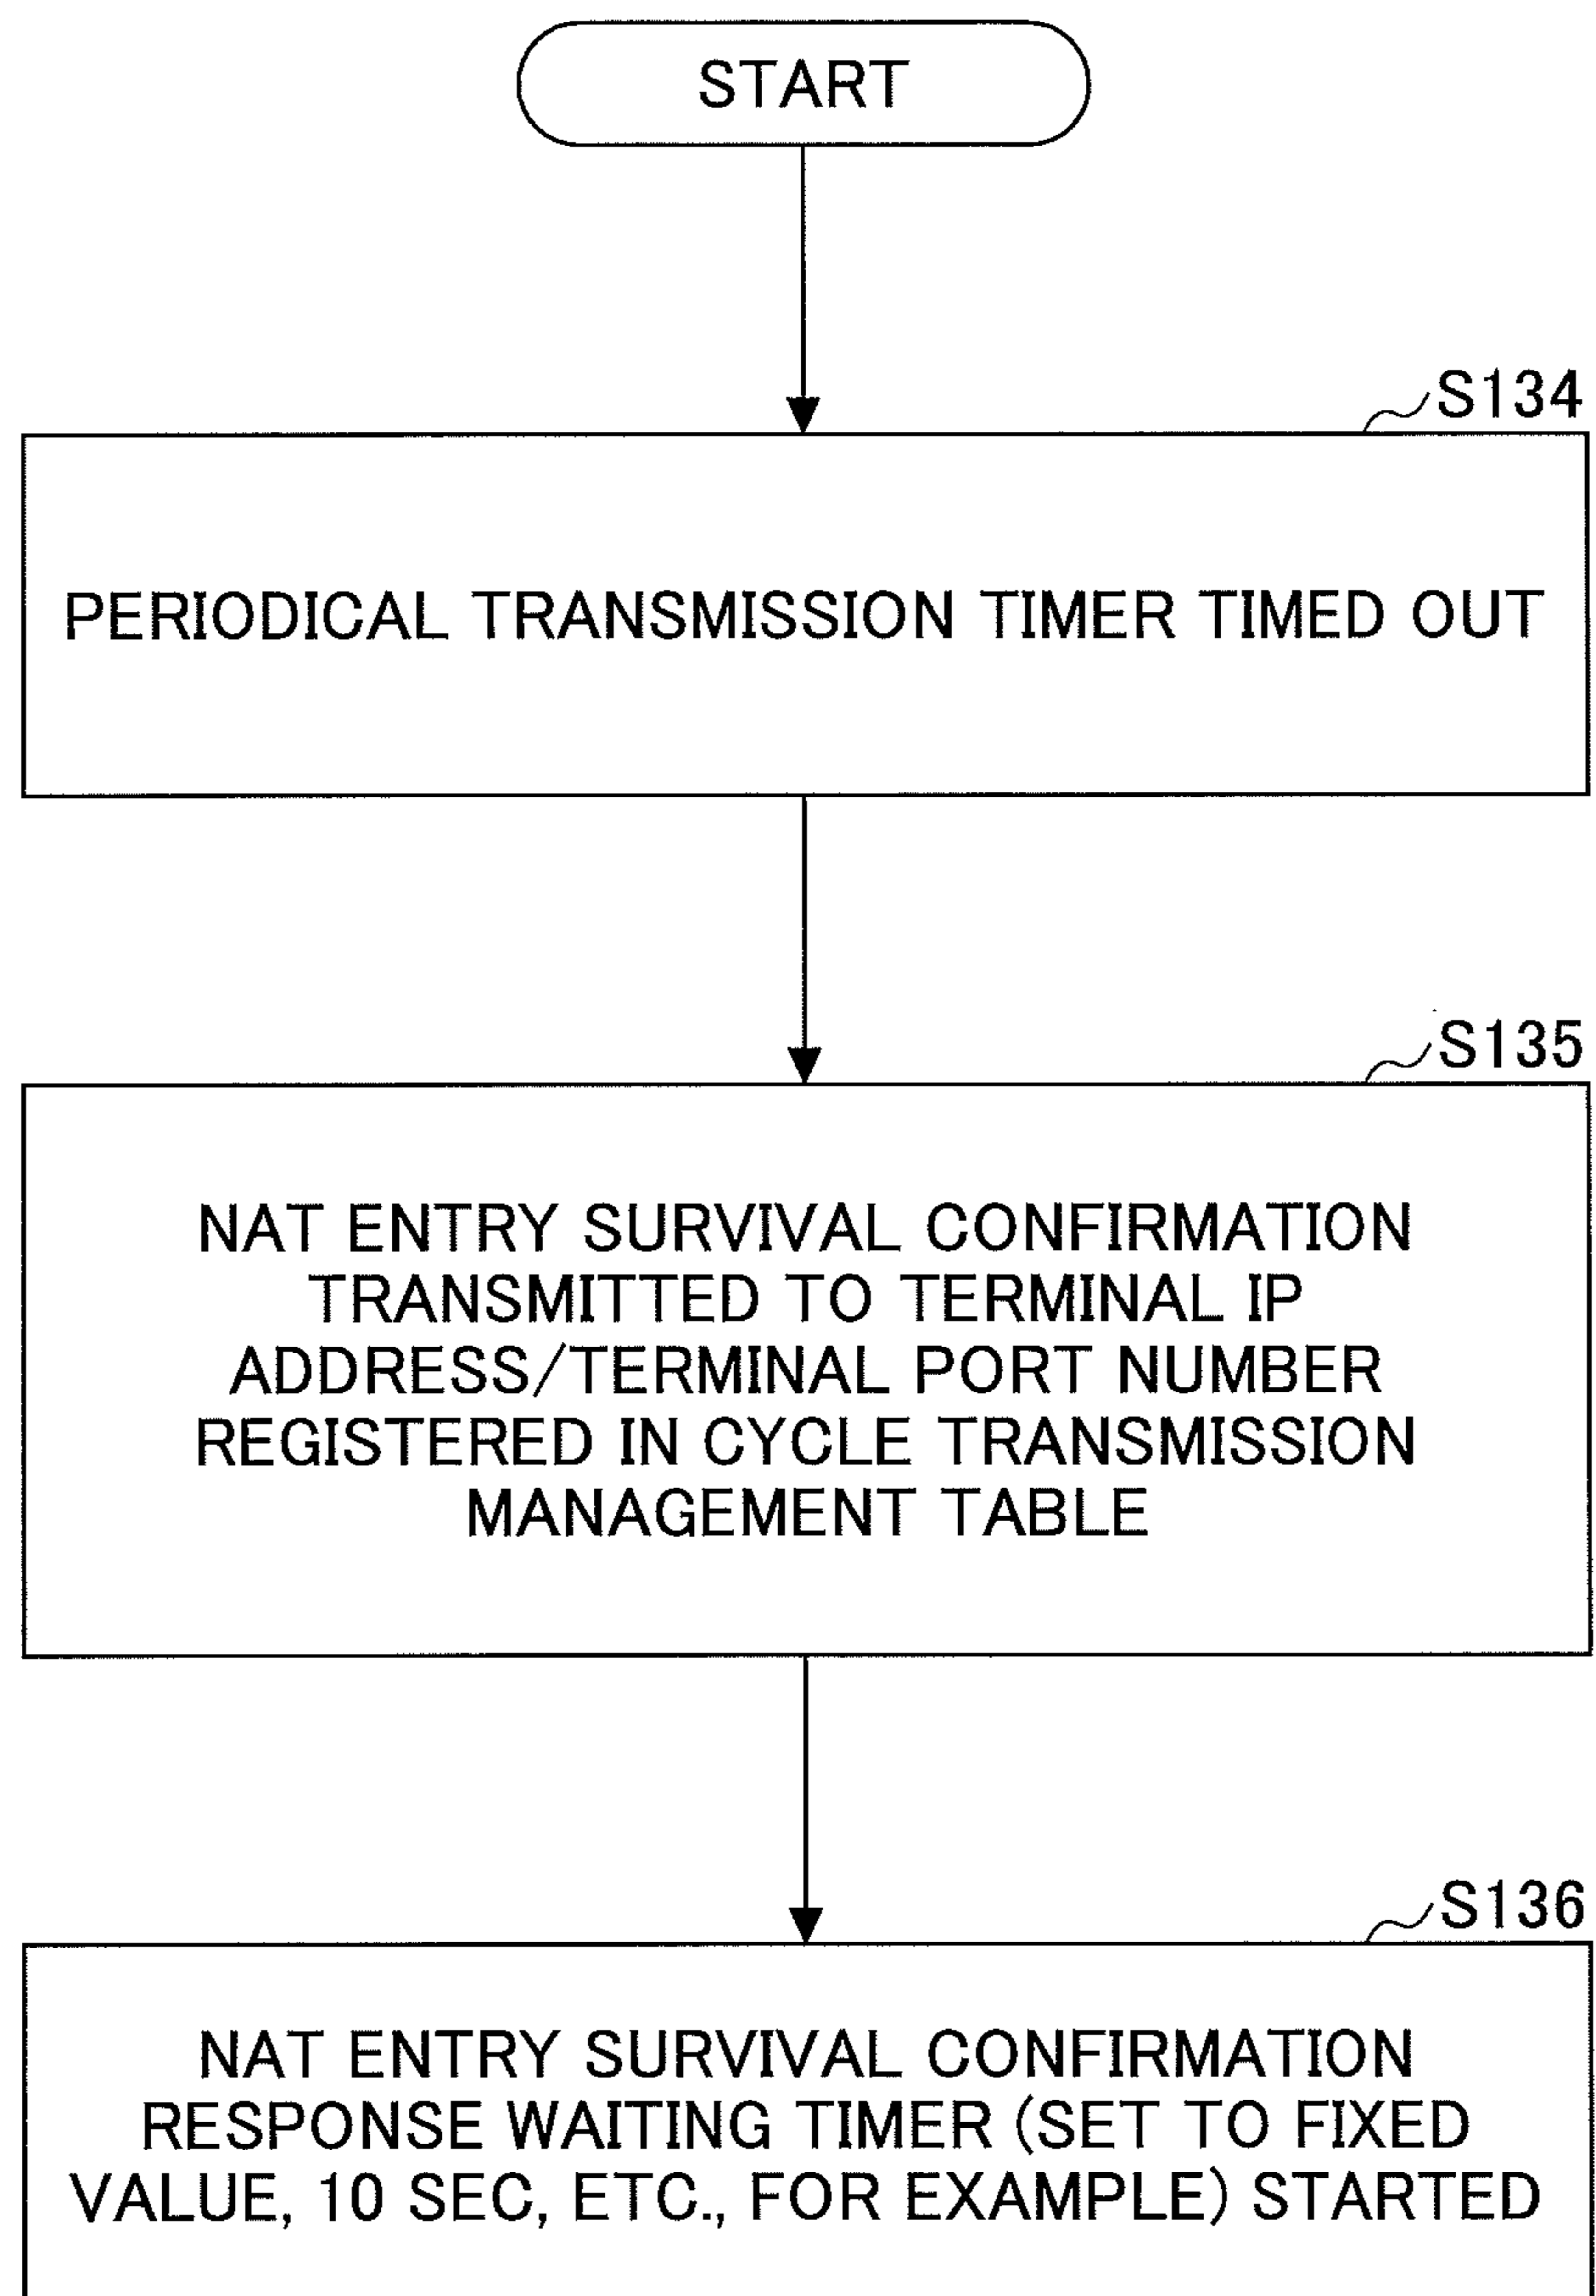 START
S134
PERIODICAL TRANSMISSION TIMER TIMED OUT
S135
NAT ENTRY SURVIVAL CONFIRMATION
TRANSMITTED TO TERMINAL IP
ADDRESS/TERMINAL PORT NUMBER
REGISTERED IN CYCLE TRANSMISSION
MANAGEMENT TABLE
S136
NAT ENTRY SURVIVAL CONFIRMATION
RESPONSE WAITING TIMER (SET TO FIXED
VALUE, 10 SEC, ETC., FOR EXAMPLE) STARTED